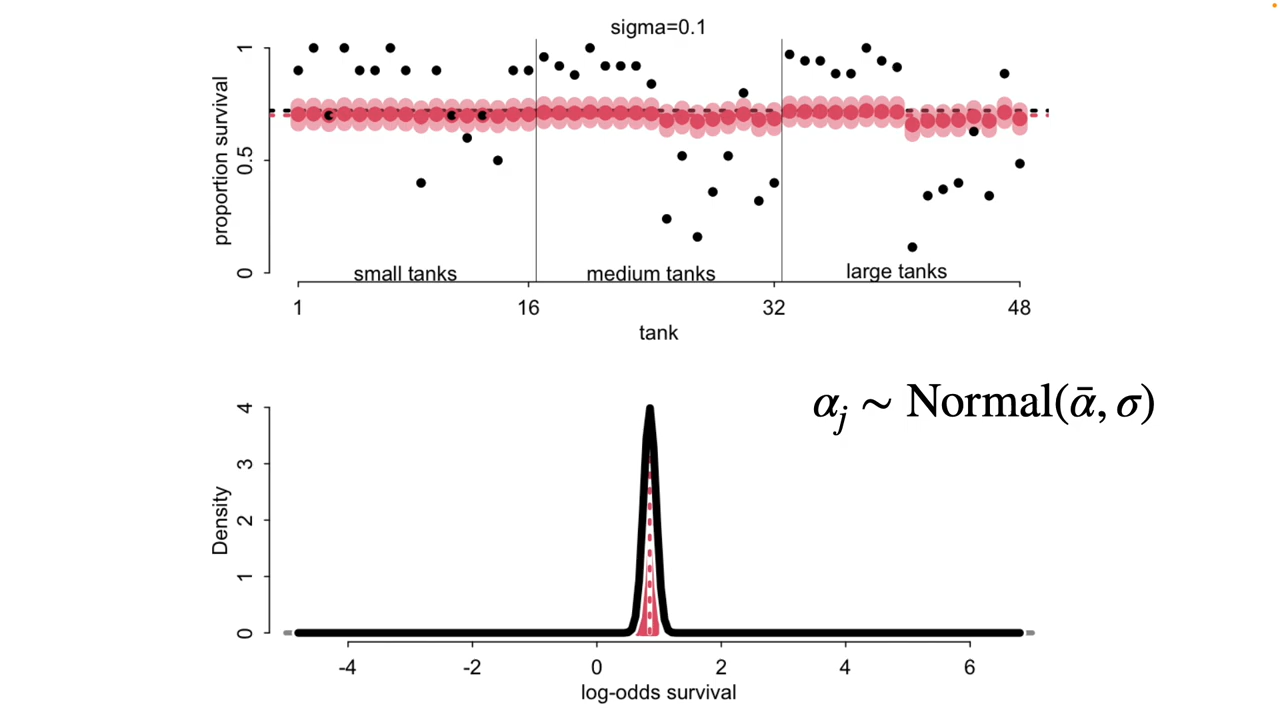 sigma=0.1
proportion survival
1
0.5
0
small tanks
medium tanks
large tanks
1
16
32
48
tank
αj ~ Normal(ᾱ, σ)
Density
4
3
2
1
0
-4
-2
0
2
4
6
log-odds survival